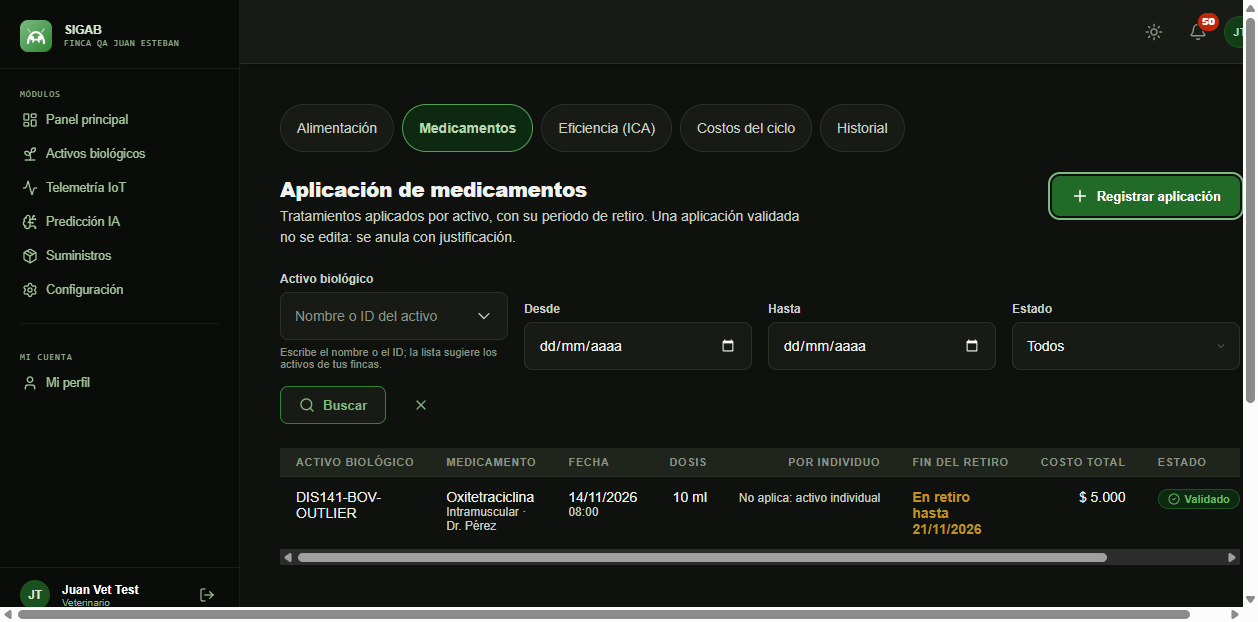 SIGAB
FINCA QA JUAN ESTEBAN
50
JT
MÓDULOS
Panel principal
Activos biológicos
Telemetría IoT
Predicción IA
Suministros
Configuración
MI CUENTA
Mi perfil
JT
Juan Vet Test
Veterinario
Alimentación
Medicamentos
Eficiencia (ICA)
Costos del ciclo
Historial
Aplicación de medicamentos
Tratamientos aplicados por activo, con su periodo de retiro. Una aplicación validada
no se edita: se anula con justificación.
Registrar aplicación
Activo biológico
Nombre o ID del activo
Escribe el nombre o el ID; la lista sugiere los
activos de tus fincas.
Desde
dd/mm/aaaa
Hasta
dd/mm/aaaa
Estado
Todos
Buscar
ACTIVO BIOLÓGICO MEDICAMENTO FECHA DOSIS POR INDIVIDUO FIN DEL RETIRO COSTO TOTAL ESTADO
DIS141-BOV-
OUTLIER
Oxitetraciclina
Intramuscular ·
Dr. Pérez
14/11/2026
08:00
10 ml
No aplica: activo individual
En retiro
hasta
21/11/2026
$ 5.000
Validado